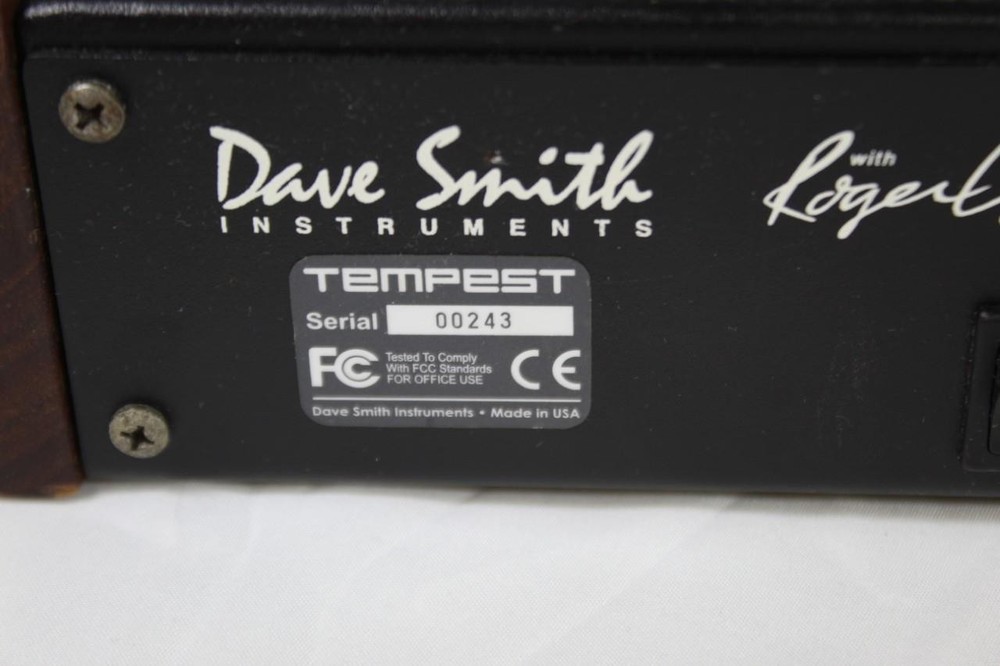 Dave Smith
INSTRUMENTS
with
Roger
TEMPEST
Serial 00243
FC Tested To Comply
With FCC Standards
FOR OFFICE USE
CE
Dave Smith Instruments • Made in USA